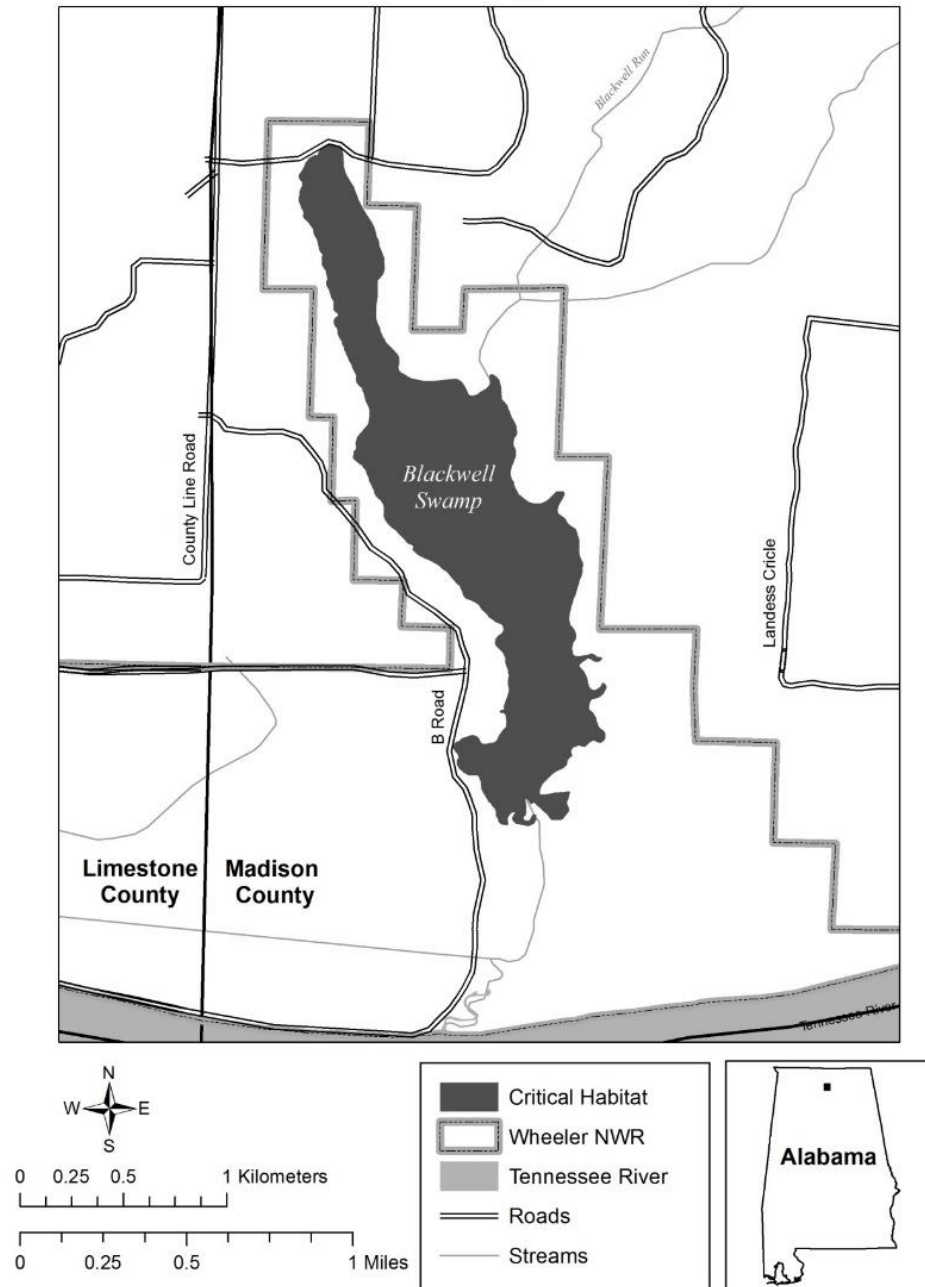 Blackwell Run
County Line Road
Blackwell
Swamp
Landess Cricle
B Road
Limestone
County
Madison
County
Tennessee River
N
W
E
S
0 0.25 0.5 1 Kilometers
0 0.25 0.5 1 Miles
Critical Habitat
Wheeler NWR
Tennessee River
Roads
Streams
Alabama